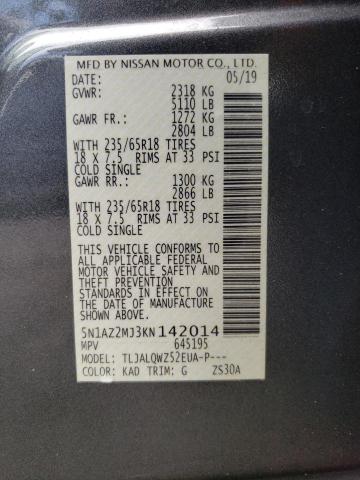 MFD BY NISSAN MOTOR CO., LTD.
DATE: 05/19
GVWR: 2318 KG
5110 LB
GAWR FR.: 1272 KG
2804 LB
WITH 235/65R18 TIRES
18 X 7.5 RIMS AT 33 PSI
COLD SINGLE
GAWR RR.: 1300 KG
2866 LB
WITH 235/65R18 TIRES
18 X 7.5 RIMS AT 33 PSI
COLD SINGLE
THIS VEHICLE CONFORMS TO
ALL APPLICABLE FEDERAL
MOTOR VEHICLE SAFETY AND
THEFT PREVENTION
STANDARDS IN EFFECT ON
THE DATE OF MANUFACTURE
SHOWN ABOVE.
5N1AZ2MJ3KN142014
MPV 645195
MODEL: TLJALQWZ52EUA-P---
COLOR: KAD TRIM: G ZS30A